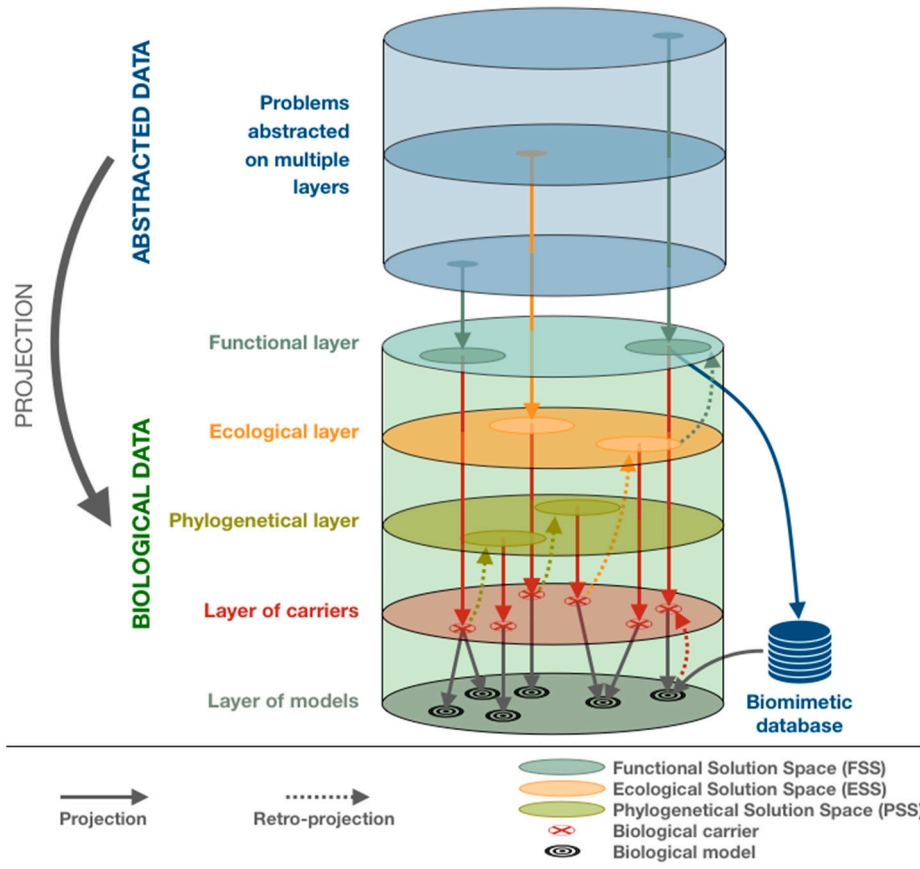 ABSTRACTED DATA
Problems
abstracted
on multiple
layers
PROJECTION
BIOLOGICAL DATA
Functional layer
Ecological layer
Phylogenetical layer
Layer of carriers
Layer of models
Biomimetic
database
Projection
Retro-projection
Functional Solution Space (FSS)
Ecological Solution Space (ESS)
Phylogenetical Solution Space (PSS)
Biological carrier
Biological model